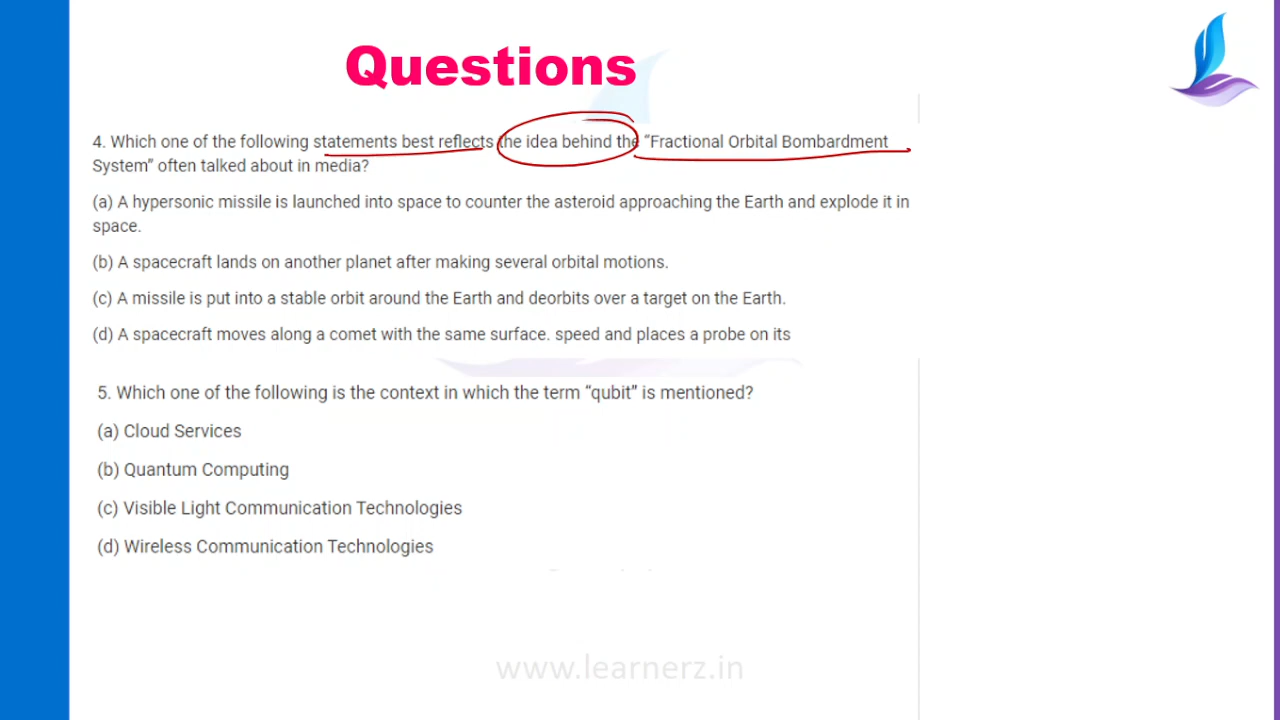 Questions
4. Which one of the following statements best reflects the idea behind the “Fractional Orbital Bombardment
System” often talked about in media?
(a) A hypersonic missile is launched into space to counter the asteroid approaching the Earth and explode it in
space.
(b) A spacecraft lands on another planet after making several orbital motions.
(c) A missile is put into a stable orbit around the Earth and deorbits over a target on the Earth.
(d) A spacecraft moves along a comet with the same surface. speed and places a probe on its
5. Which one of the following is the context in which the term “qubit” is mentioned?
(a) Cloud Services
(b) Quantum Computing
(c) Visible Light Communication Technologies
(d) Wireless Communication Technologies
www.learnerz.in